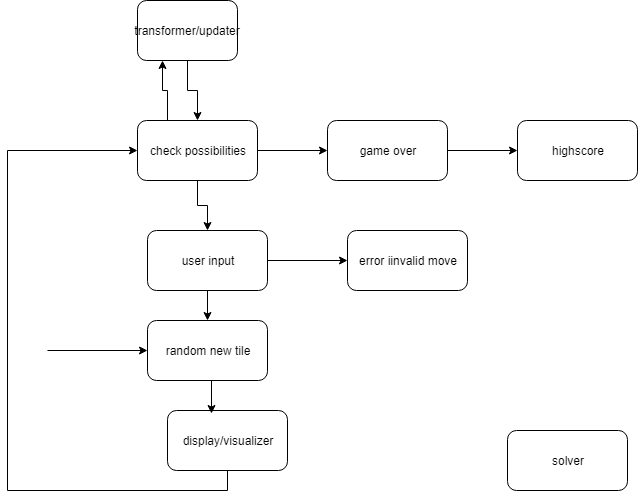 transformer/updater
check possibilities
game over
highscore
user input
error iinvalid move
random new tile
display/visualizer
solver